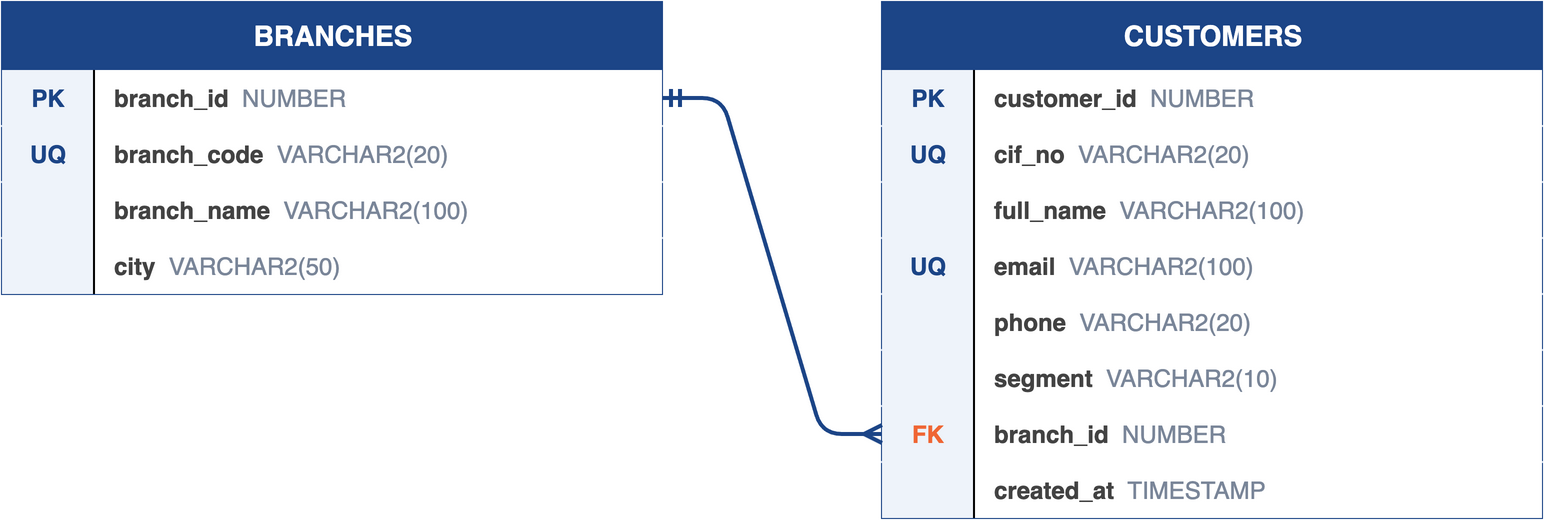 BRANCHES
PK branch_id NUMBER
UQ branch_code VARCHAR2(20)
branch_name VARCHAR2(100)
city VARCHAR2(50)
CUSTOMERS
PK customer_id NUMBER
UQ cif_no VARCHAR2(20)
full_name VARCHAR2(100)
UQ email VARCHAR2(100)
phone VARCHAR2(20)
segment VARCHAR2(10)
FK branch_id NUMBER
created_at TIMESTAMP